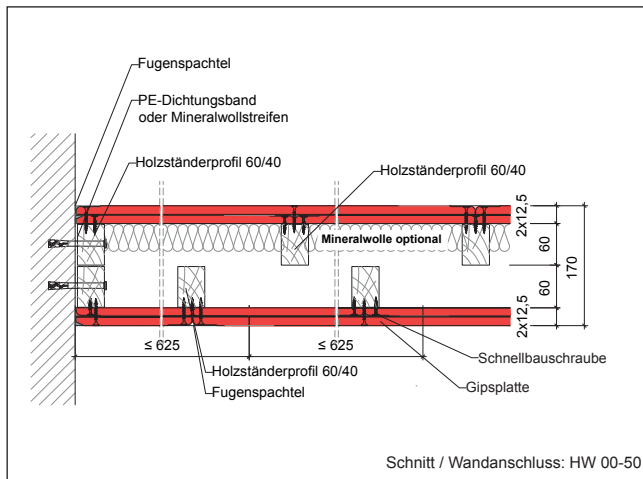 Fugenspachtel
PE-Dichtungsband
oder Mineralwollstreifen
Holzständerprofil 60/40
Holzständerprofil 60/40
Mineralwolle optional
2x12,5
60
60
2x12,5
170
≤ 625
≤ 625
Schnellbauschraube
Holzständerprofil 60/40
Gipsplatte
Fugenspachtel
Schnitt / Wandanschluss: HW 00-50